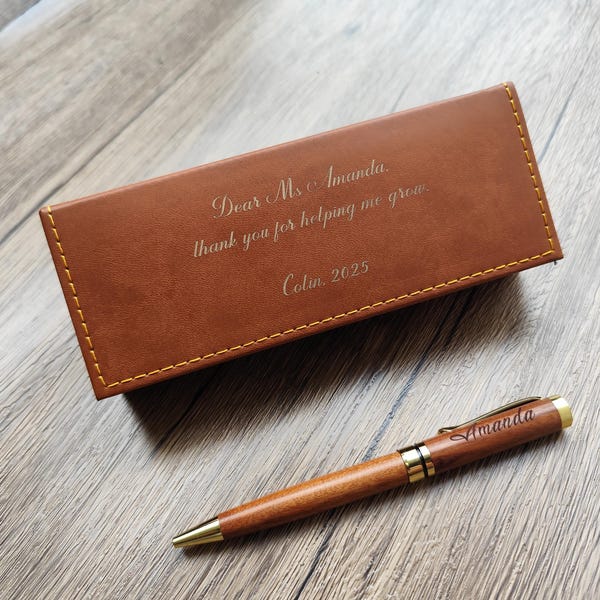 Dear Ms Amanda.
thank you for helping me grow.
Colin, 2025
Amanda